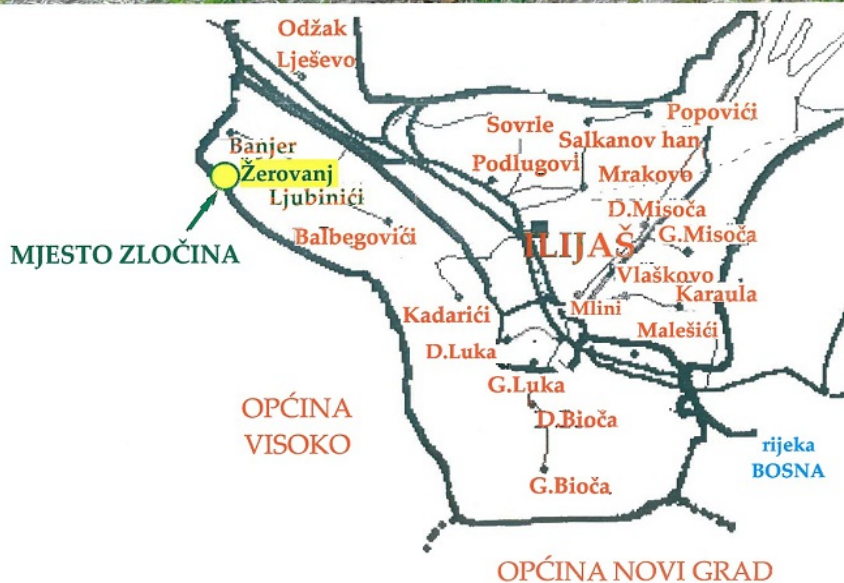 Odžak
Lješevo
Popovići
Sovrle
Salkanov han
Banjer
Podlugovi
Mrakovo
Žerovanj
Ljubinići
D.Misoča
MJESTO ZLOČINA
Balbegovići
ILIJAŠ
G.Misoča
Vlaškovo
Karaula
Kadarići
Mlini
Malešići
D.Luka
G.Luka
OPĆINA
VISOKO
D.Bioča
rijeka
BOSNA
G.Bioča
OPĆINA NOVI GRAD